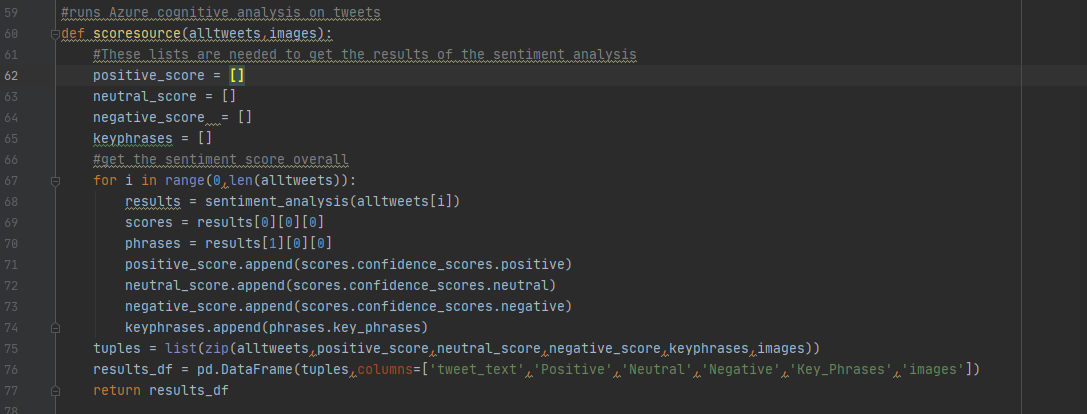 59 #runs Azure cognitive analysis on tweets
60 def scoresource(alltweets,images):
61     #These lists are needed to get the results of the sentiment analysis
62     positive_score = []
63     neutral_score = []
64     negative_score  = []
65     keyphrases = []
66     #get the sentiment score overall
67     for i in range(0,len(alltweets)):
68         results = sentiment_analysis(alltweets[i])
69         scores = results[0][0][0]
70         phrases = results[1][0][0]
71         positive_score.append(scores.confidence_scores.positive)
72         neutral_score.append(scores.confidence_scores.neutral)
73         negative_score.append(scores.confidence_scores.negative)
74         keyphrases.append(phrases.key_phrases)
75     tuples = list(zip(alltweets,positive_score,neutral_score,negative_score,keyphrases,images))
76     results_df = pd.DataFrame(tuples,columns=['tweet_text','Positive','Neutral','Negative','Key_Phrases','images'])
77     return results_df
78